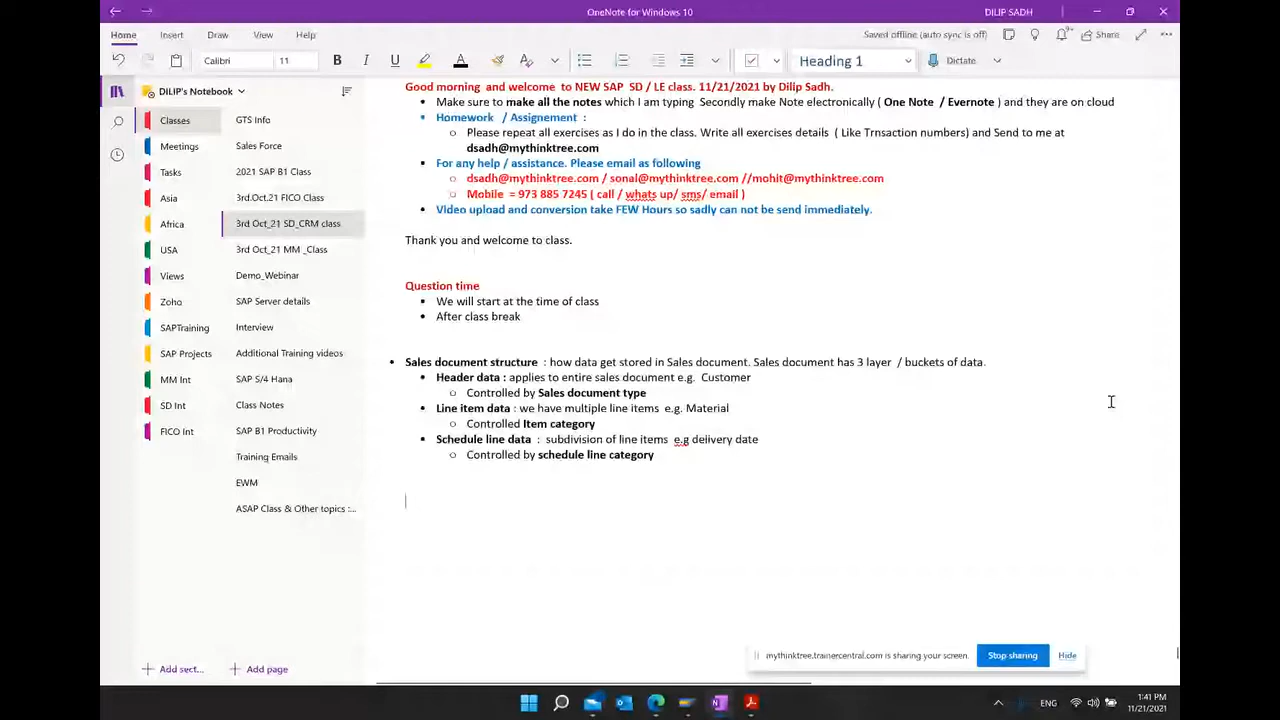 OneNote for Windows 10
DILIP SADH
Home
Insert
Draw
View
Help
Saved offline (auto sync is off)
Share
Calibri
11
B
I
U
A
Heading 1
Dictate
DiLiP's Notebook
Classes
Meetings
Tasks
Asia
Africa
USA
Views
Zoho
SAPTraining
SAP Projects
MM Int
SD Int
FICO Int
Add sect...
GTS Info
Sales Force
2021 SAP B1 Class
3rd.Oct.21 FICO Class
3rd Oct_21 SD_CRM class
3rd Oct_21 MM _Class
Demo_Webinar
SAP Server details
Interview
Additional Training videos
SAP S/4 Hana
Class Notes
SAP B1 Productivity
Training Emails
EWM
ASAP Class & Other topics :...
Add page
Good morning and welcome to NEW SAP SD / LE class. 11/21/2021 by Dilip Sadh.
Make sure to make all the notes which I am typing Secondly make Note electronically ( One Note / Evernote ) and they are on cloud
Homework / Assignement :
Please repeat all exercises as I do in the class. Write all exercises details ( Like Trnsaction numbers) and Send to me at
dsadh@mythinktree.com
For any help / assistance. Please email as following
dsadh@mythinktree.com / sonal@mythinktree.com //mohit@mythinktree.com
Mobile = 973 885 7245 ( call / whats up/ sms/ email )
Video upload and conversion take FEW Hours so sadly can not be send immediately.
Thank you and welcome to class.
Question time
We will start at the time of class
After class break
Sales document structure : how data get stored in Sales document. Sales document has 3 layer / buckets of data.
Header data : applies to entire sales document e.g. Customer
Controlled by Sales document type
Line item data : we have multiple line items e.g. Material
Controlled Item category
Schedule line data : subdivision of line items e.g delivery date
Controlled by schedule line category
mythinktree.trainercentral.com is sharing your screen.
Stop sharing
Hide
ENG
1:41 PM
11/21/2021